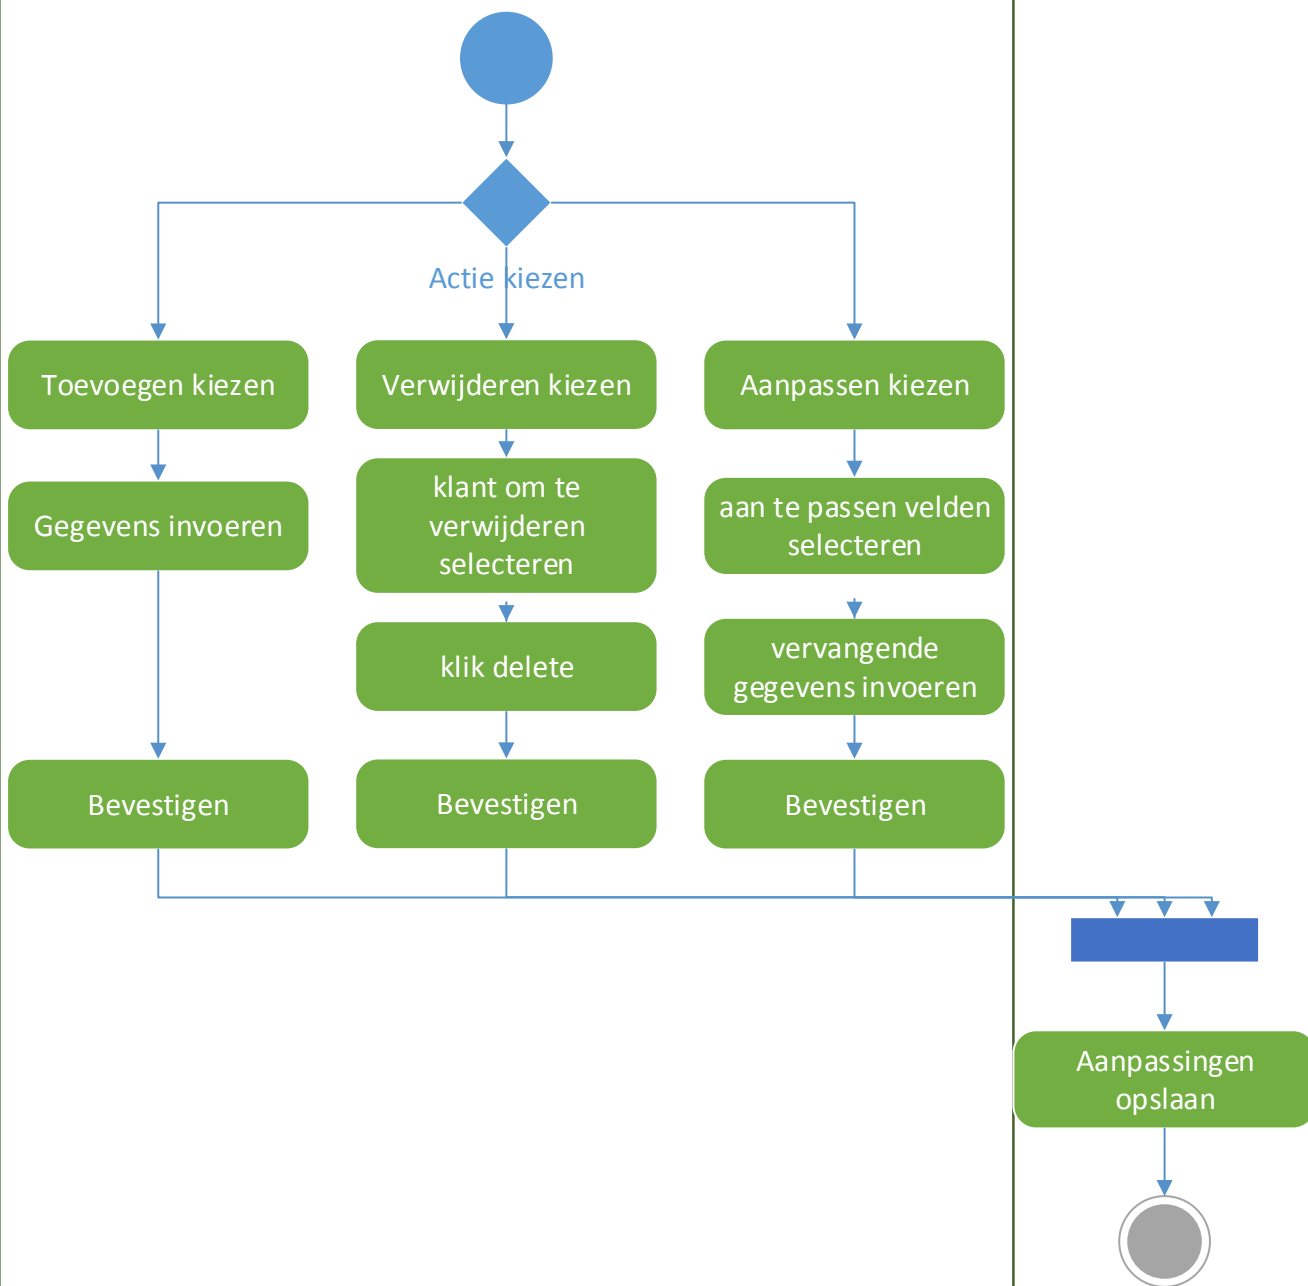 Actie kiezen
Toevoegen kiezen
Verwijderen kiezen
Aanpassen kiezen
Gegevens invoeren
klant om te
verwijderen
selecteren
aan te passen velden
selecteren
klik delete
vervangende
gegevens invoeren
Bevestigen
Bevestigen
Bevestigen
Aanpassingen
opslaan